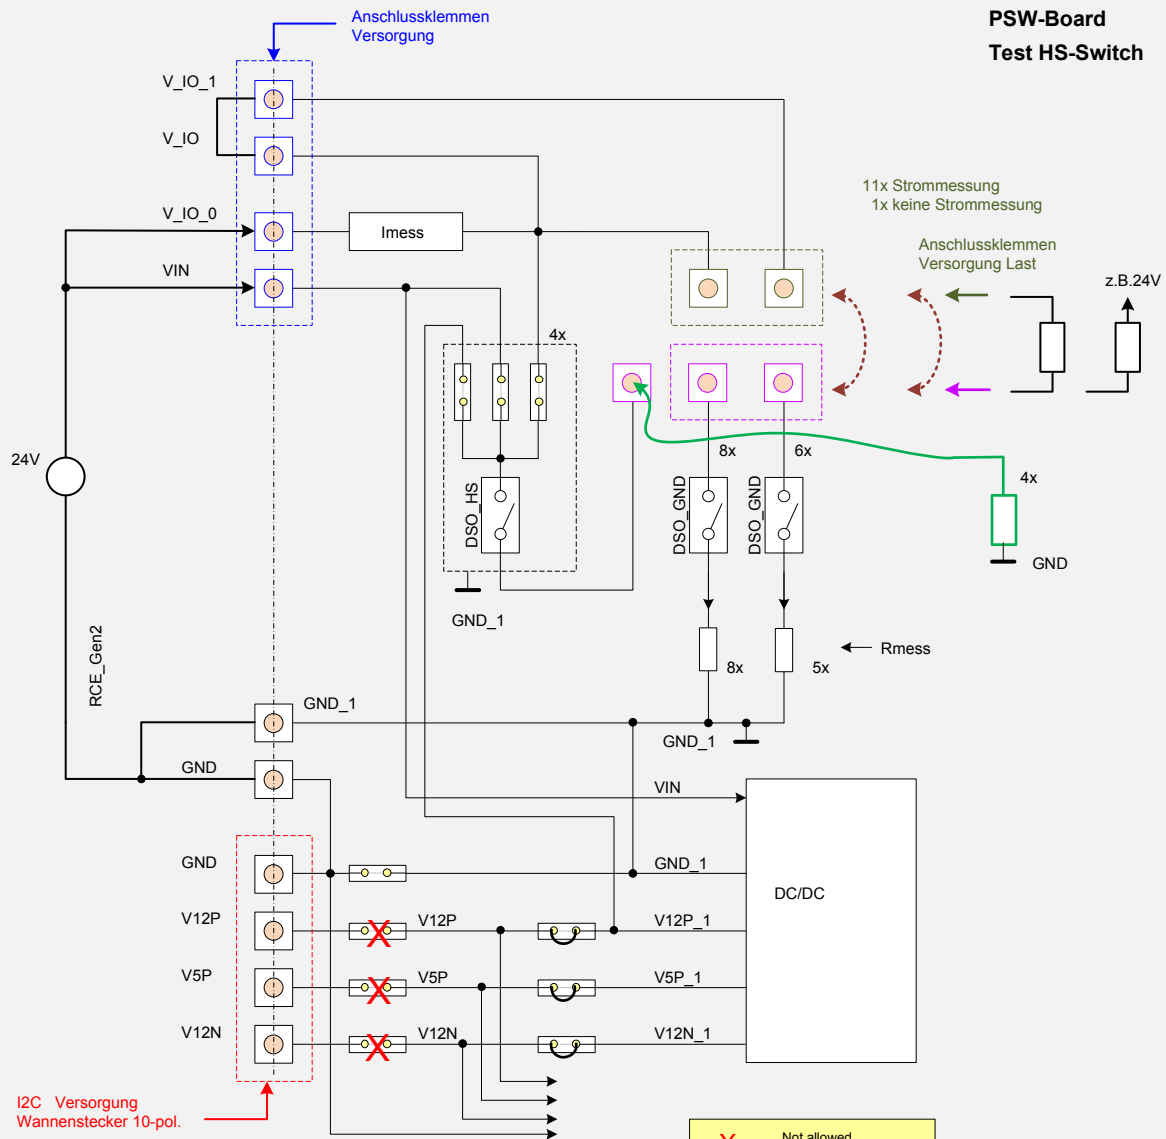 Anschlussklemmen
Versorgung
PSW-Board
Test HS-Switch
V_IO_1
V_IO
V_IO_0
Imess
VIN
11x Strommessung
1x keine Strommessung
Anschlussklemmen
Versorgung Last
z.B.24V
4x
24V
DSO_HS
8x
6x
DSO_GND
DSO_GND
4x
GND
GND_1
RCE_Gen2
8x
5x
Rmess
GND_1
GND_1
GND
VIN
GND
GND_1
DC/DC
V12P
V12P
V12P_1
V5P
V5P
V5P_1
V12N
V12N
V12N_1
I2C Versorgung
Wannenstecker 10-pol.
X Not allowed